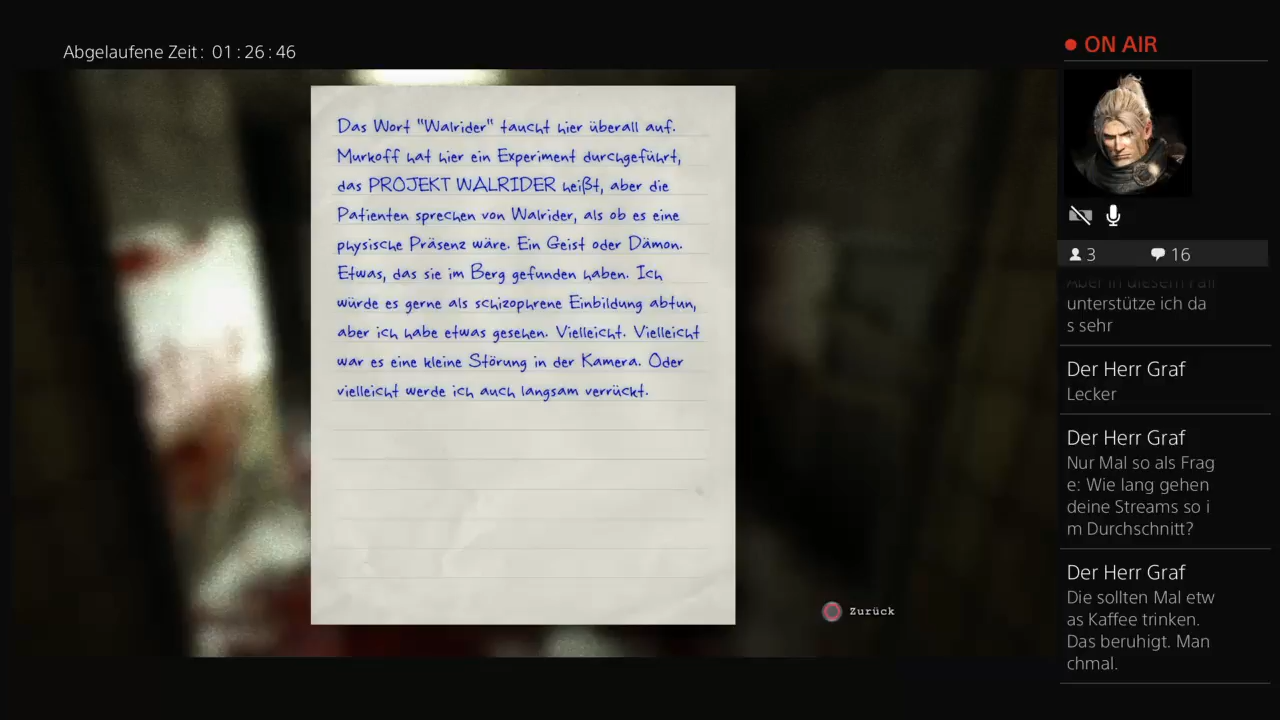 Abgelaufene Zeit: 01:26:46
Das Wort "Walrider" taucht hier überall auf.
Murkoff hat hier ein Experiment durchgeführt,
das PROJEKT WALRIDER heißt, aber die
Patienten sprechen von Walrider, als ob es eine
physische Präsenz wäre. Ein Geist oder Dämon.
Etwas, das sie im Berg gefunden haben. Ich
würde es gerne als schizophrene Einbildung abtun,
aber ich habe etwas gesehen. Vielleicht. Vielleicht
war es eine kleine Störung in der Kamera. Oder
vielleicht werde ich auch langsam verrückt.
Zurück
ON AIR
3
16
Aber in diesem Fall
unterstütze ich da
s sehr
Der Herr Graf
Lecker
Der Herr Graf
Nur Mal so als Frag
e: Wie lang gehen
deine Streams so i
m Durchschnitt?
Der Herr Graf
Die sollten Mal etw
as Kaffee trinken.
Das beruhigt. Man
chmal.